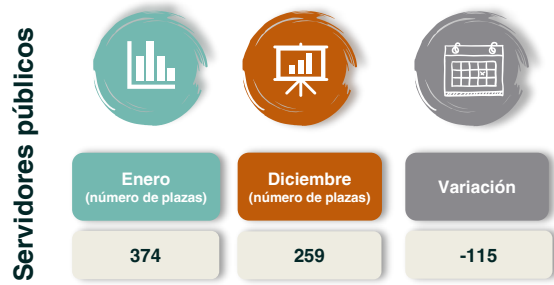 Servidores públicos
Enero
(número de plazas)
Diciembre
(número de plazas)
Variación
374
259
-115